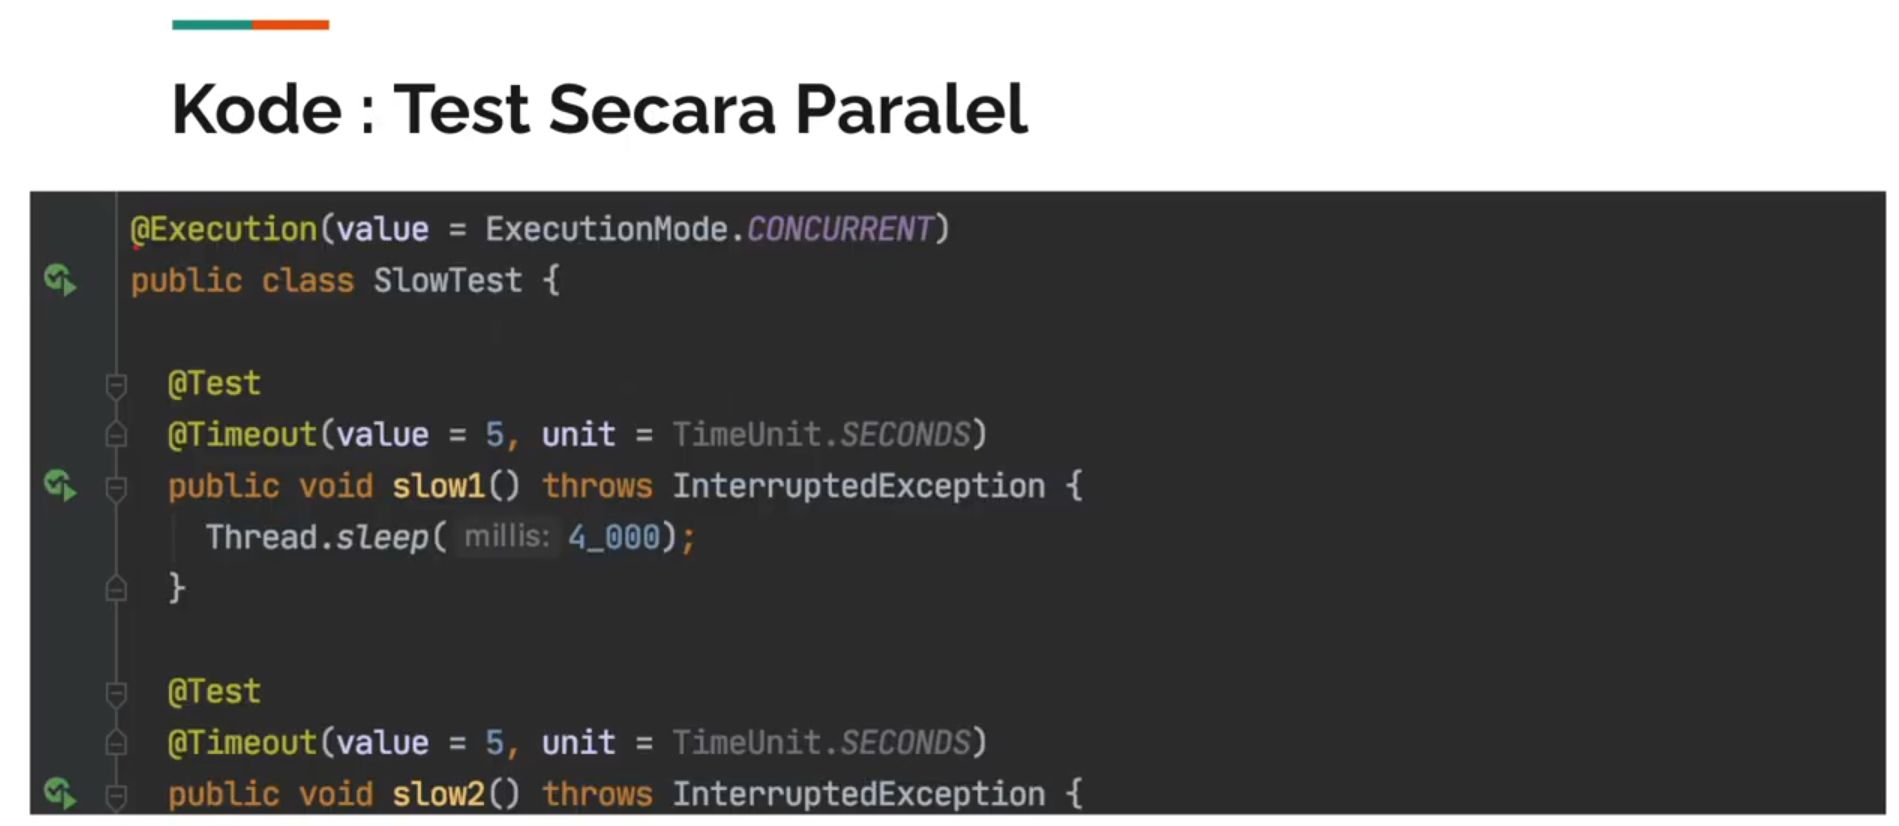 Kode : Test Secara Paralel
@Execution(value = ExecutionMode.CONCURRENT)
public class SlowTest {
@Test
@Timeout(value = 5, unit = TimeUnit.SECONDS)
public void slow1() throws InterruptedException {
Thread.sleep( millis: 4_000);
}
@Test
@Timeout(value = 5, unit = TimeUnit.SECONDS)
public void slow2() throws InterruptedException {